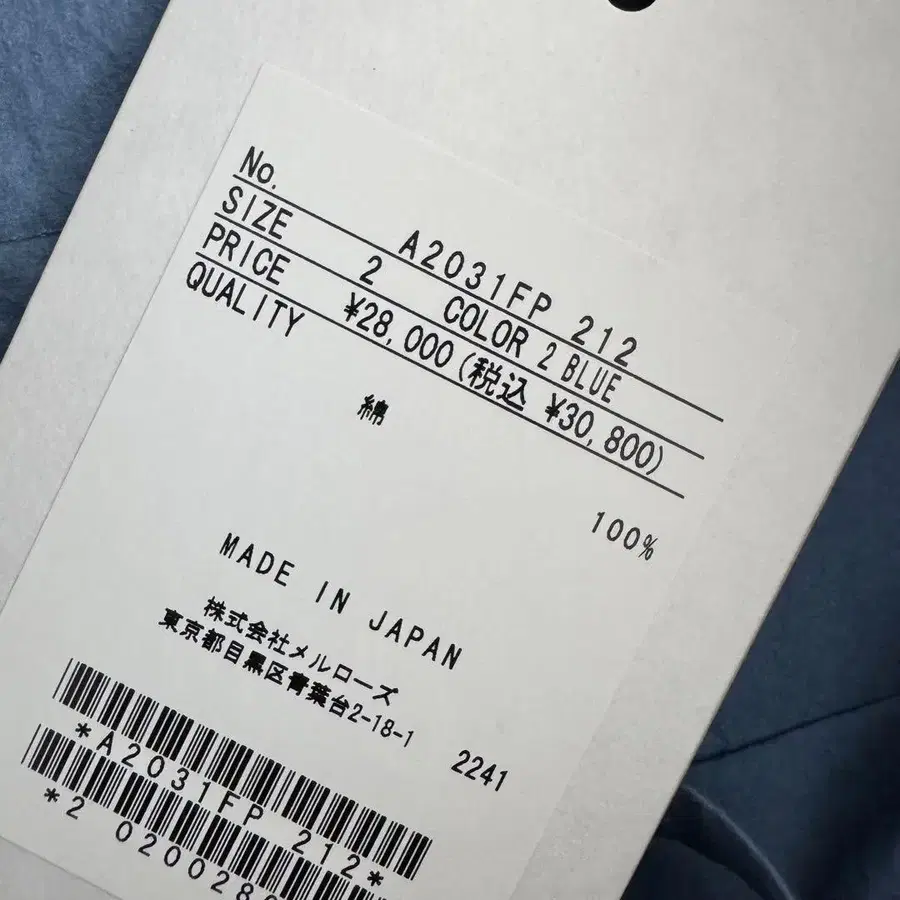 No. A2031FP 212
SIZE 2 COLOR 2 BLUE
PRICE ¥28,000(税込 ¥30,800)
QUALITY
綿 100%
MADE IN JAPAN
株式会社メルローズ
東京都目黒区青葉台2-18-1
2241
*A2031FP 212*